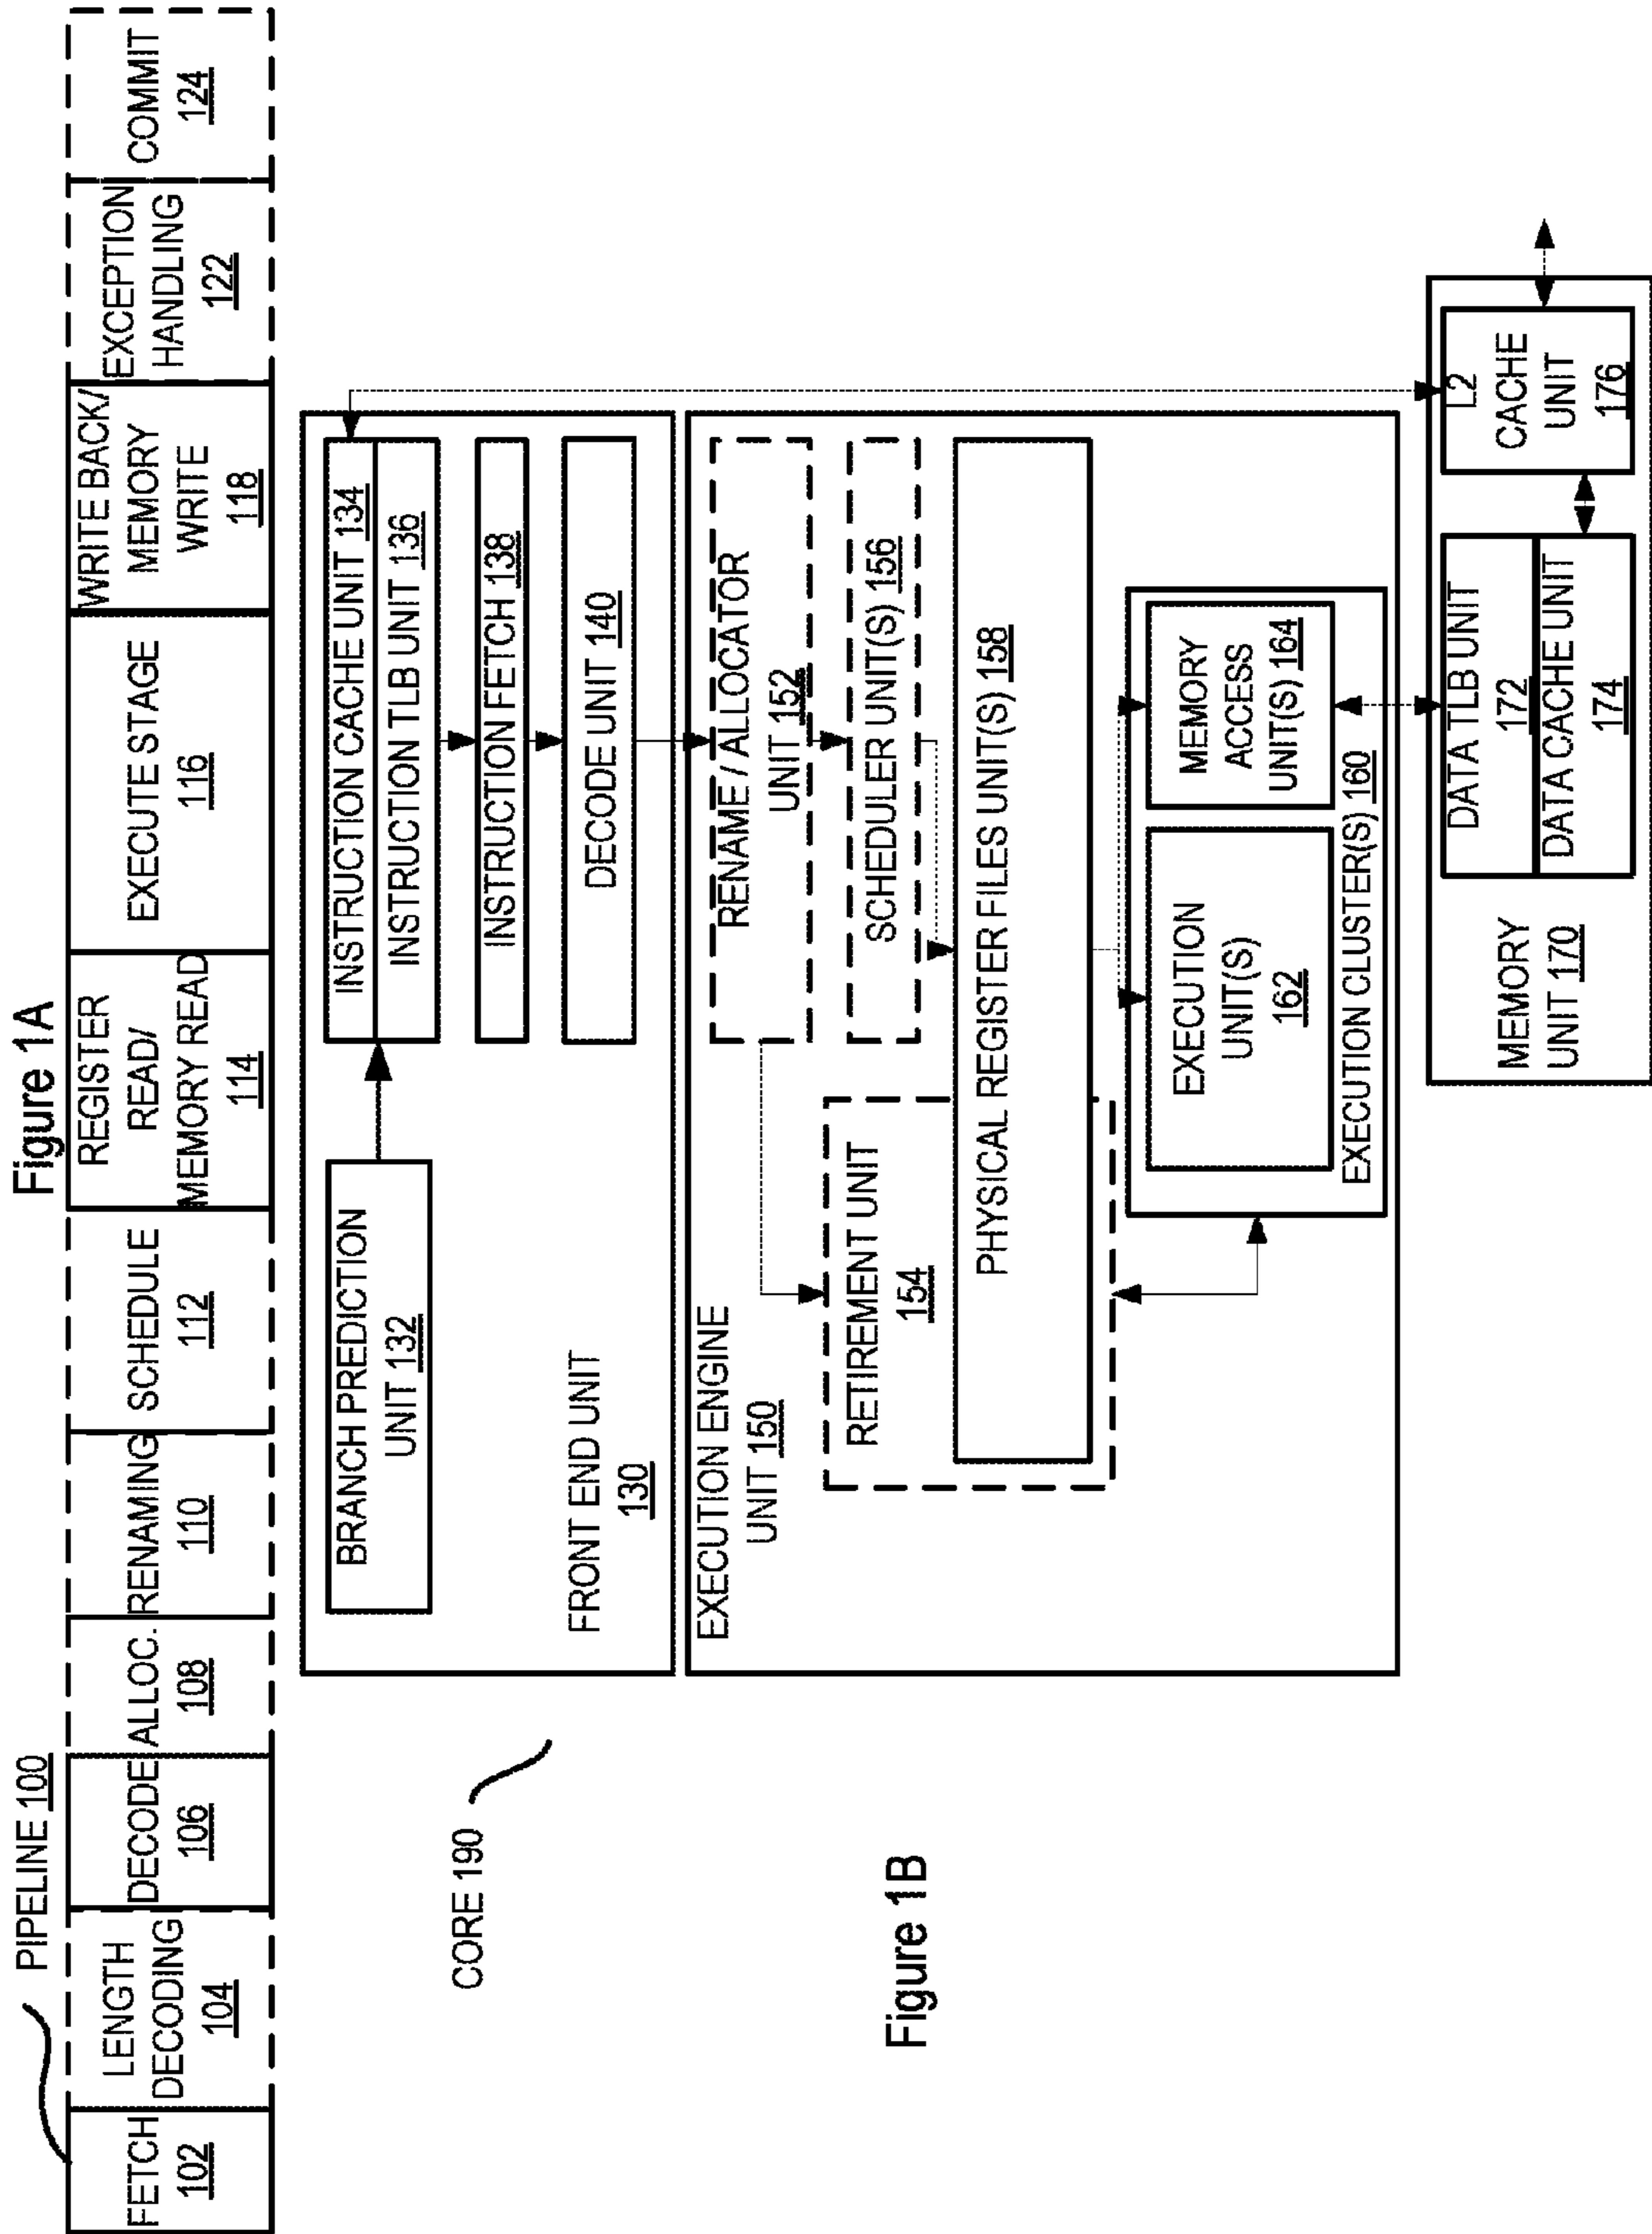 Figure 1A
PIPELINE 100
FETCH
102
LENGTH
DECODING
104
DECODE
106
ALLOC.
108
RENAMING
110
SCHEDULE
112
REGISTER
READ/
MEMORY READ
114
EXECUTE STAGE
116
WRITE BACK/
MEMORY
WRITE
118
EXCEPTION
HANDLING
122
COMMIT
124
BRANCH PREDICTION
UNIT 132
INSTRUCTION CACHE UNIT 134
INSTRUCTION TLB UNIT 136
INSTRUCTION FETCH 138
DECODE UNIT 140
FRONT END UNIT
130
CORE 190
EXECUTION ENGINE
UNIT 150
RENAME / ALLOCATOR
UNIT 152
RETIREMENT UNIT
154
SCHEDULER UNIT(S) 156
PHYSICAL REGISTER FILES UNIT(S) 158
EXECUTION
UNIT(S)
162
MEMORY
ACCESS
UNIT(S) 164
EXECUTION CLUSTER(S) 160
Figure 1B
MEMORY
UNIT 170
DATA TLB UNIT
172
DATA CACHE UNIT
174
L2
CACHE
UNIT
176